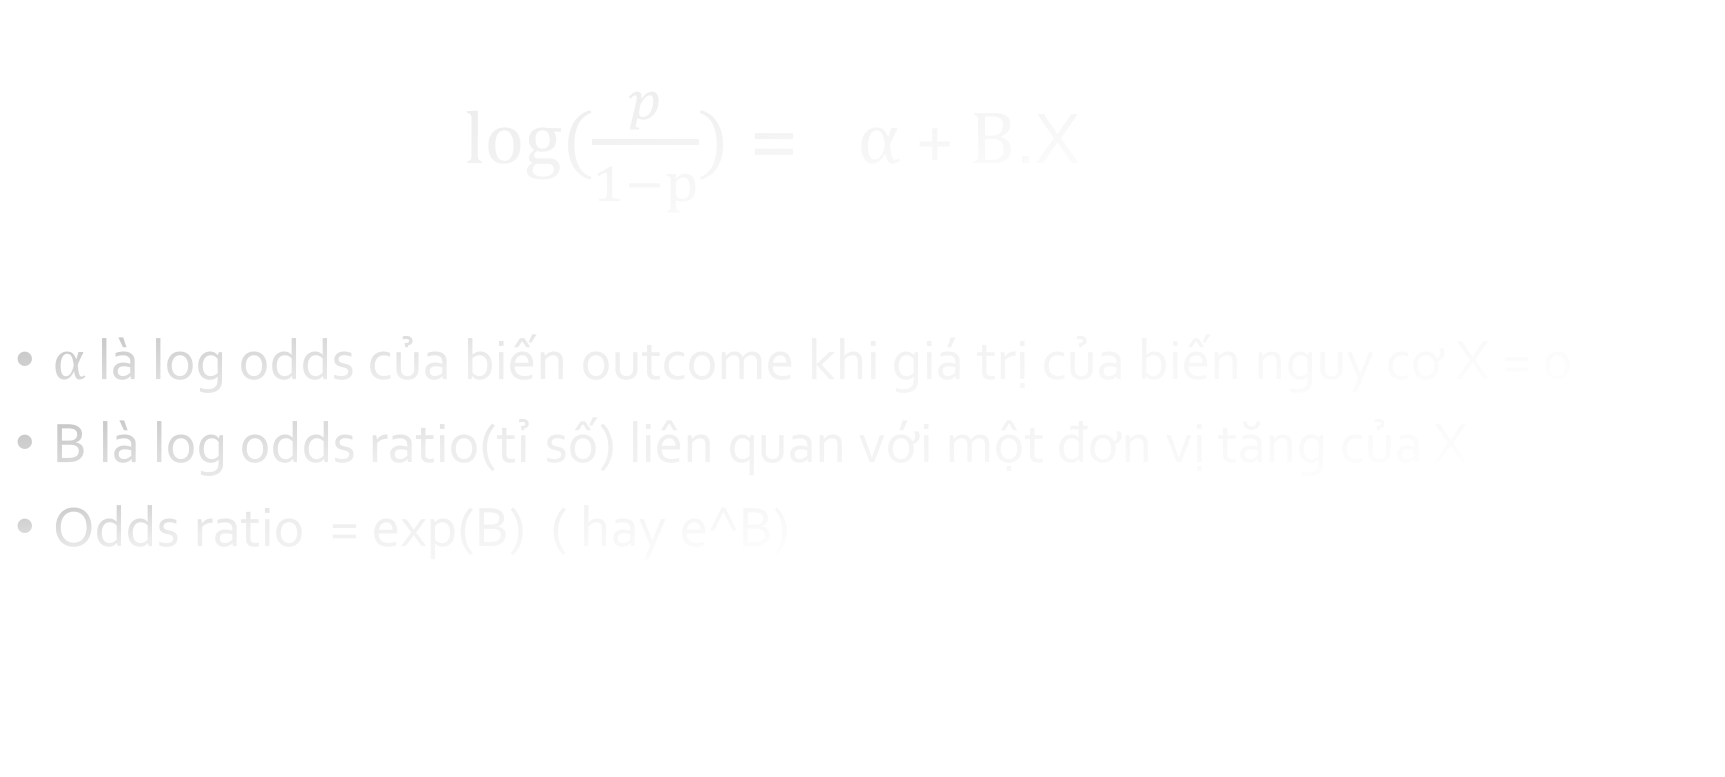 log(p/1−p) = α + B.X
• α là log odds của biến outcome khi giá trị của biến nguy cơ X = 0
• B là log odds ratio(tỉ số) liên quan với một đơn vị tăng của X
• Odds ratio = exp(B) ( hay e^B)